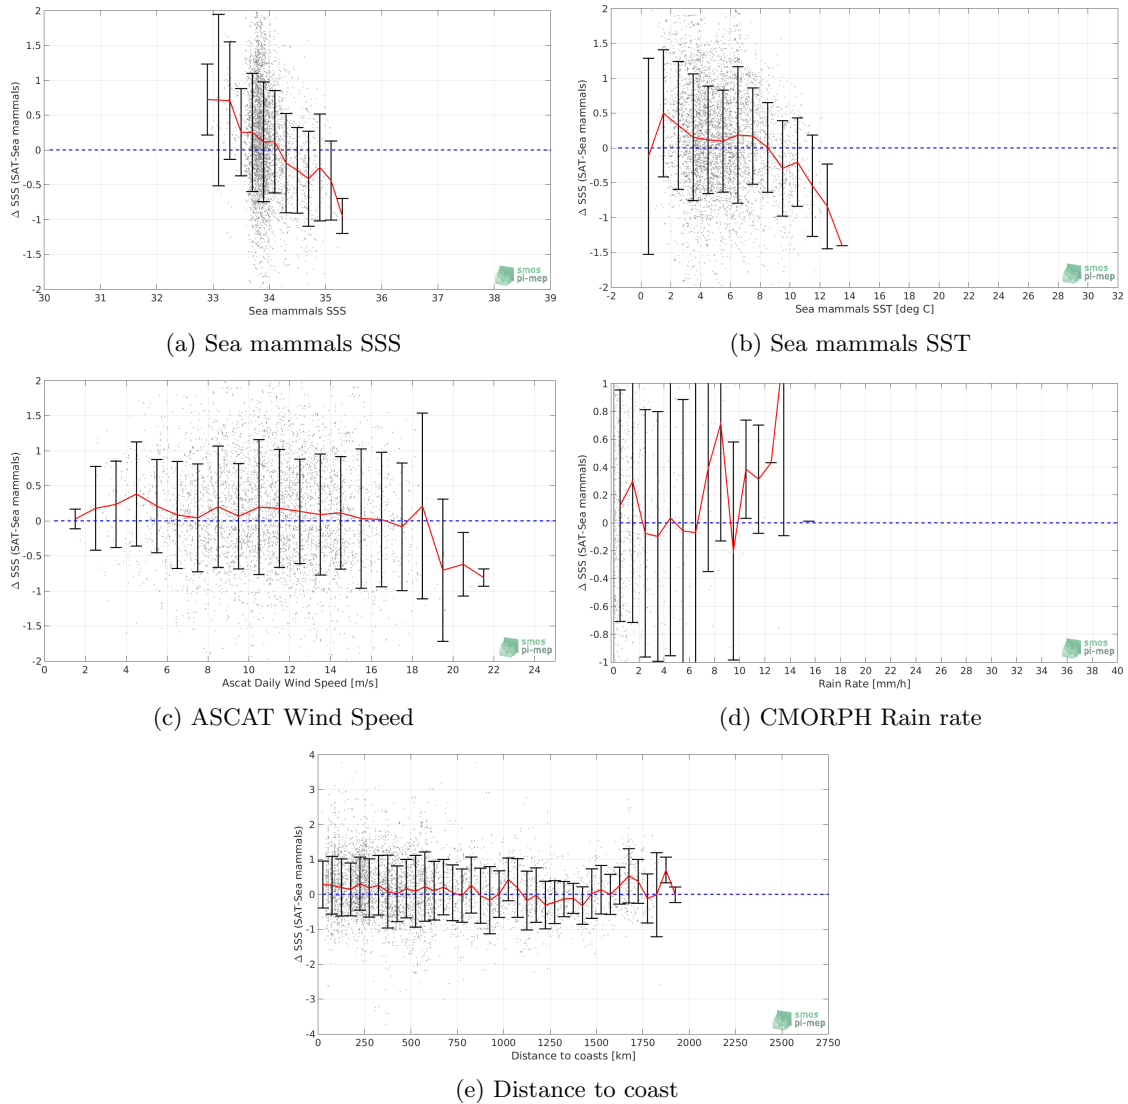 2
1.5
1
0.5
0
-0.5
-1
-1.5
-2
Δ SSS (SAT-Sea mammals)
30 31 32 33 34 35 36 37 38 39
Sea mammals SSS
smos
pi-mep
(a) Sea mammals SSS
2
1.5
1
0.5
0
-0.5
-1
-1.5
-2
Δ SSS (SAT-Sea mammals)
-2 0 2 4 6 8 10 12 14 16 18 20 22 24 26 28 30 32
Sea mammals SST [deg C]
smos
pi-mep
(b) Sea mammals SST
2
1.5
1
0.5
0
-0.5
-1
-1.5
-2
Δ SSS (SAT-Sea mammals)
0 2 4 6 8 10 12 14 16 18 20 22 24
Ascat Daily Wind Speed [m/s]
smos
pi-mep
(c) ASCAT Wind Speed
1
0.8
0.6
0.4
0.2
0
-0.2
-0.4
-0.6
-0.8
-1
Δ SSS (SAT-Sea mammals)
0 2 4 6 8 10 12 14 16 18 20 22 24 26 28 30 32 34 36 38 40
Rain Rate [mm/h]
smos
pi-mep
(d) CMORPH Rain rate
4
3
2
1
0
-1
-2
-3
-4
Δ SSS (SAT-Sea mammals)
0 250 500 750 1000 1250 1500 1750 2000 2250 2500 2750
Distance to coasts [km]
smos
pi-mep
(e) Distance to coast